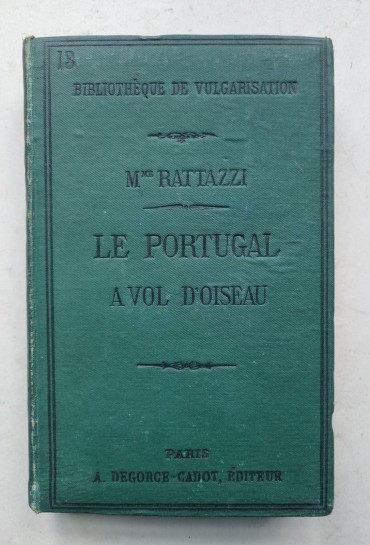 13
BIBLIOTHÈQUE DE VULGARISATION
MME RATTAZZI
LE PORTUGAL
A VOL D'OISEAU
PARIS
A. DEGORCE-CADOT, ÉDITEUR